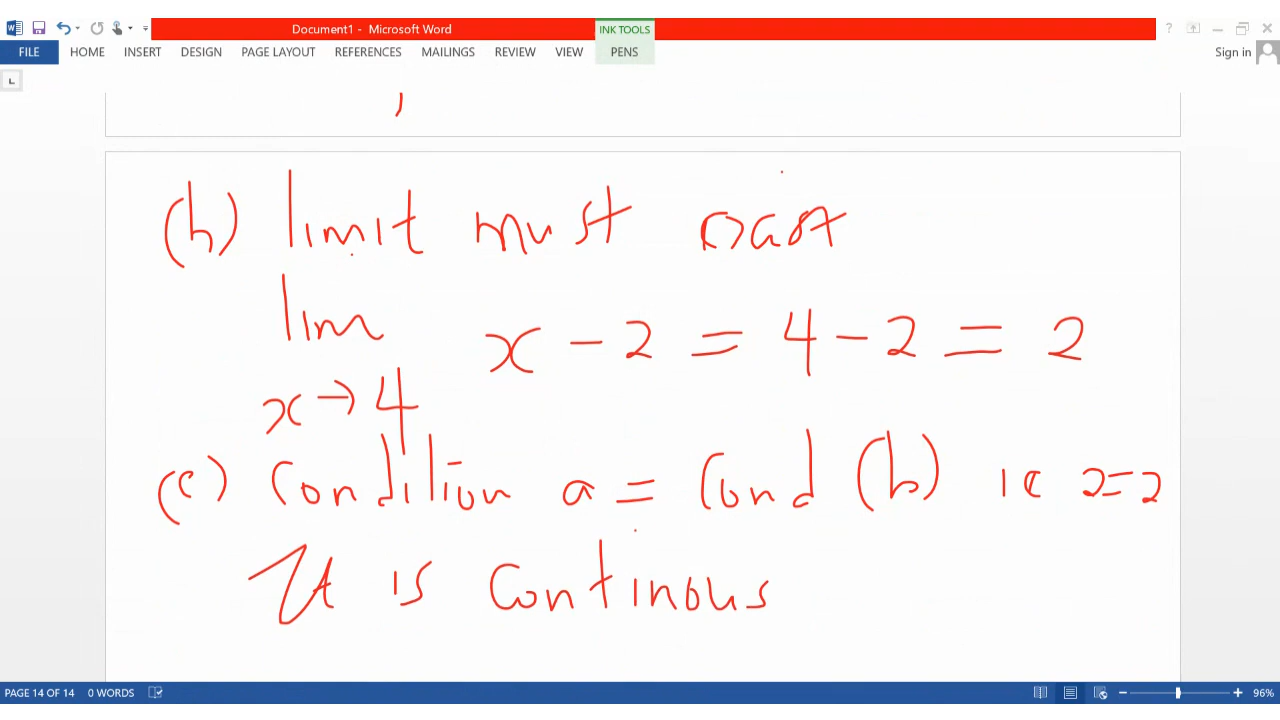 Document1 - Microsoft Word
INK TOOLS
?
FILE HOME INSERT DESIGN PAGE LAYOUT REFERENCES MAILINGS REVIEW VIEW PENS
Sign in
(b) limit must exist
lim x - 2 = 4 - 2 = 2
x → 4
(c) Condition a = Cond (b) ie 2=2
It is Continous
PAGE 14 OF 14 0 WORDS
96%